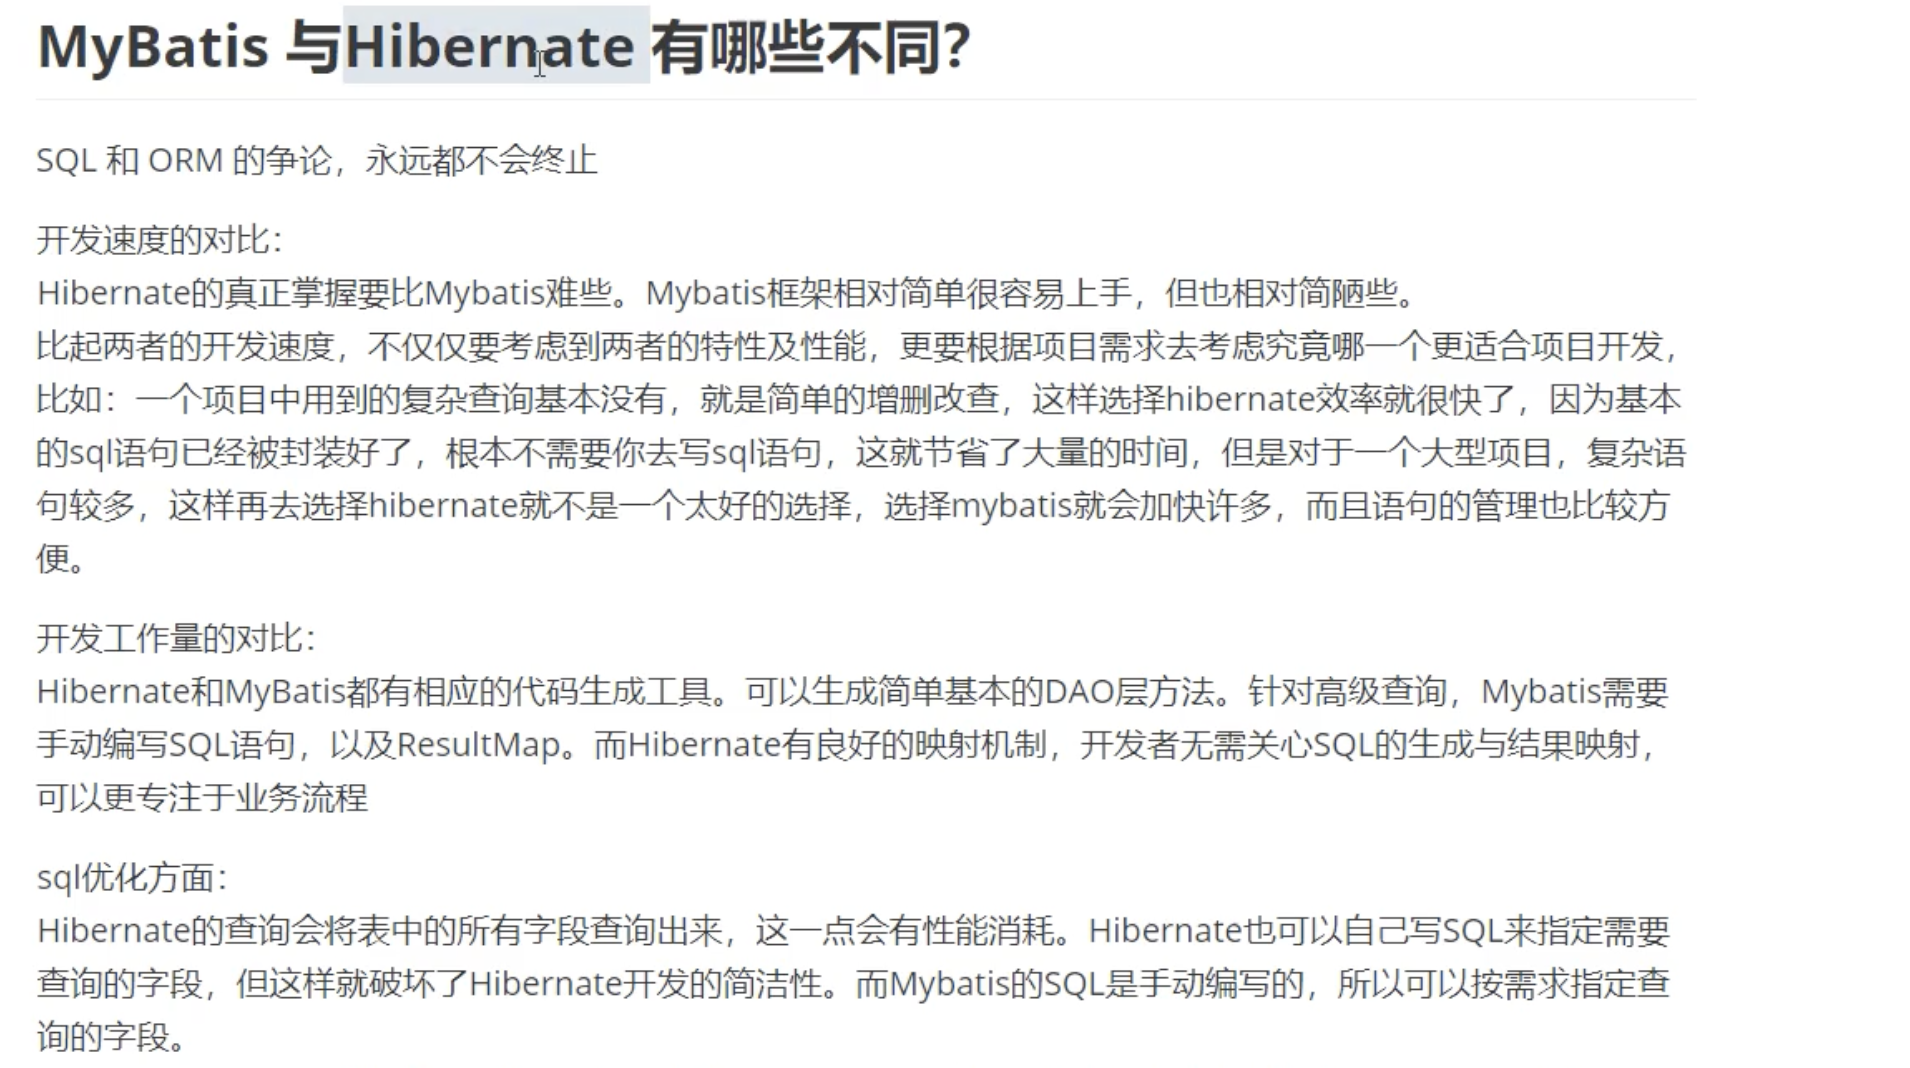 MyBatis 与Hibernate 有哪些不同？
SQL 和 ORM 的争论，永远都不会终止
开发速度的对比：
Hibernate的真正掌握要比Mybatis难些。Mybatis框架相对简单很容易上手，但也相对简陋些。
比起两者的开发速度，不仅仅要考虑到两者的特性及性能，更要根据项目需求去考虑究竟哪一个更适合项目开发，
比如：一个项目中用到的复杂查询基本没有，就是简单的增删改查，这样选择hibernate效率就很快了，因为基本
的sql语句已经被封装好了，根本不需要你去写sql语句，这就节省了大量的时间，但是对于一个大型项目，复杂语
句较多，这样再去选择hibernate就不是一个太好的选择，选择mybatis就会加快许多，而且语句的管理也比较方
便。
开发工作量的对比：
Hibernate和MyBatis都有相应的代码生成工具。可以生成简单基本的DAO层方法。针对高级查询，Mybatis需要
手动编写SQL语句，以及ResultMap。而Hibernate有良好的映射机制，开发者无需关心SQL的生成与结果映射，
可以更专注于业务流程
sql优化方面：
Hibernate的查询会将表中的所有字段查询出来，这一点会有性能消耗。Hibernate也可以自己写SQL来指定需要
查询的字段，但这样就破坏了Hibernate开发的简洁性。而Mybatis的SQL是手动编写的，所以可以按需求指定查
询的字段。